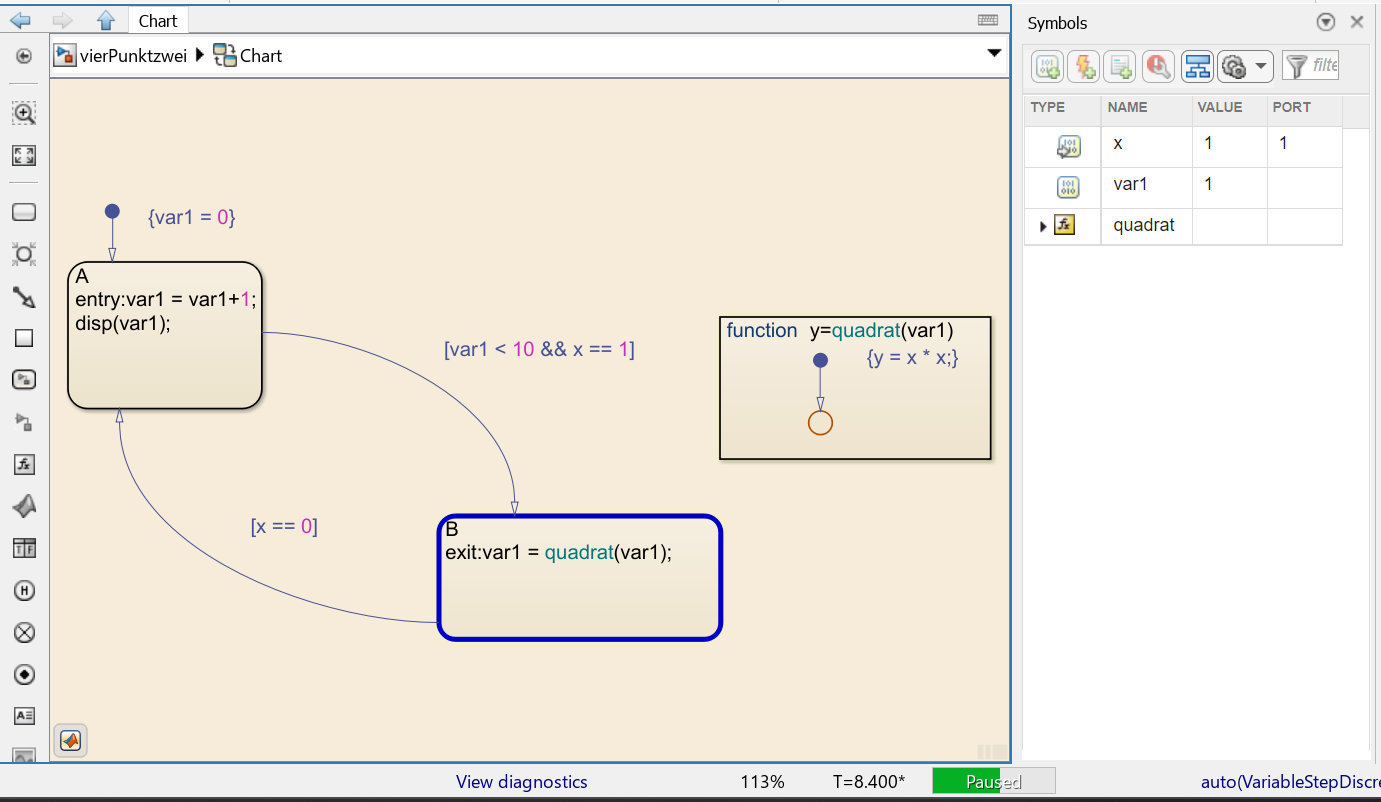 Chart
Symbols
vierPunktzwei Chart
filte
TYPE NAME VALUE PORT
x 1 1
var1 1
quadrat
{var1 = 0}
A
entry:var1 = var1+1;
disp(var1);
[var1 < 10 && x == 1]
function y=quadrat(var1)
{y = x * x;}
[x == 0]
B
exit:var1 = quadrat(var1);
View diagnostics 113% T=8.400* Paused auto(VariableStepDiscre